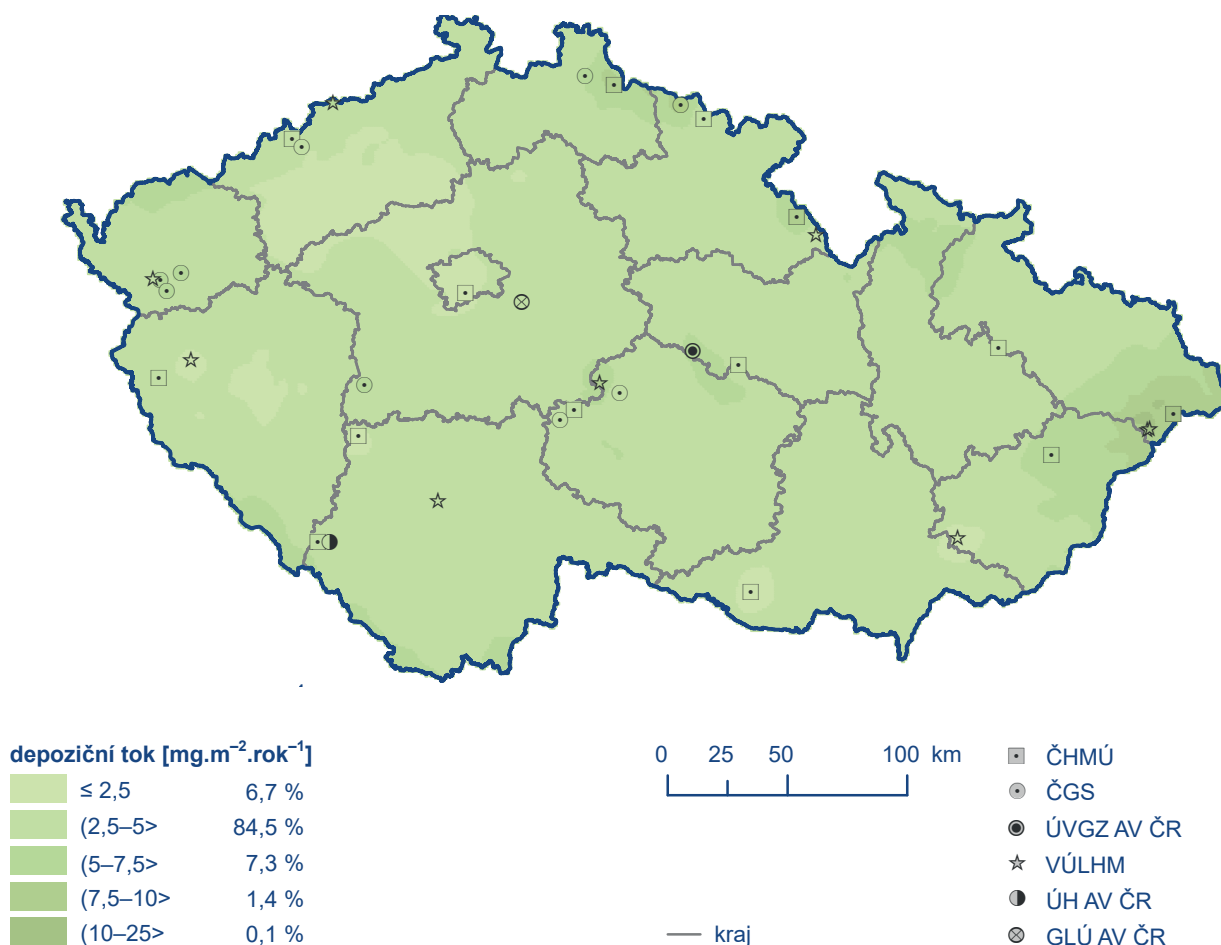 depoziční tok [mg.m⁻².rok⁻¹]
≤ 2,5 6,7 %
(2,5–5> 84,5 %
(5–7,5> 7,3 %
(7,5–10> 1,4 %
(10–25> 0,1 %
0 25 50 100 km
kraj
ČHMÚ
ČGS
ÚVGZ AV ČR
VÚLHM
ÚH AV ČR
GLÚ AV ČR